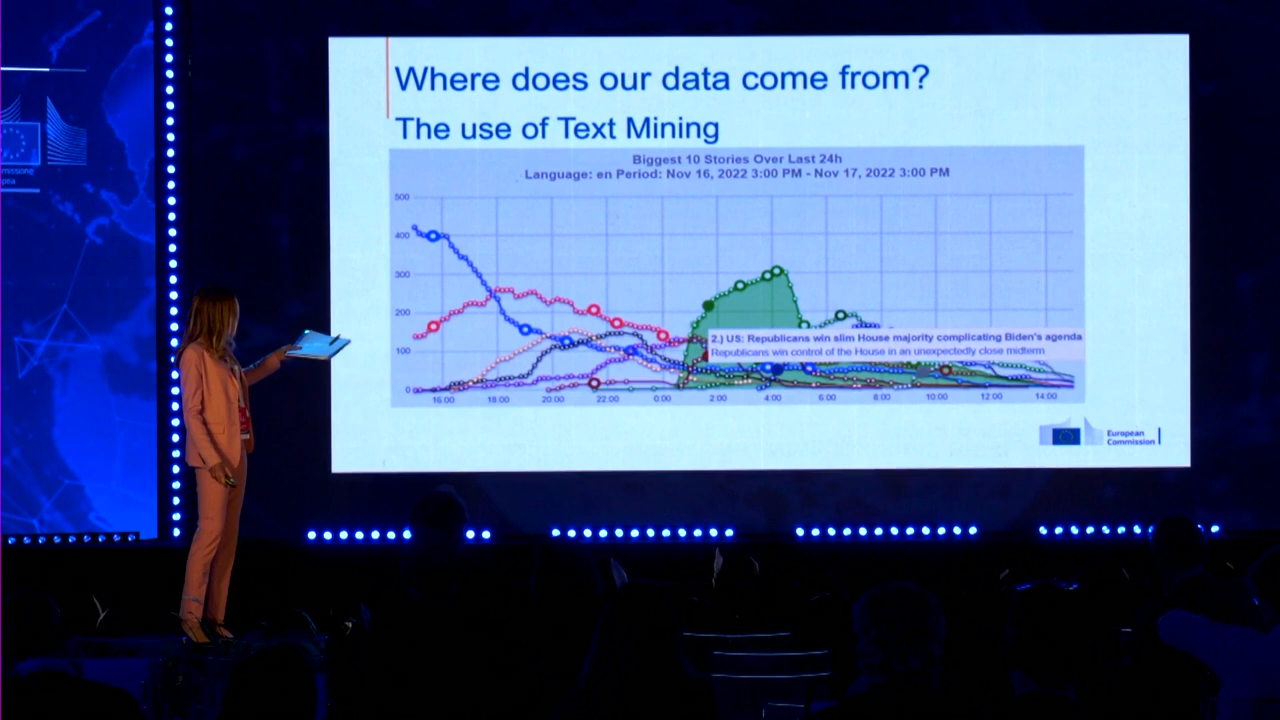 Where does our data come from?
The use of Text Mining
Biggest 10 Stories Over Last 24h
Language: en Period: Nov 16, 2022 3:00 PM - Nov 17, 2022 3:00 PM
500
400
300
200
100
0
2.) US: Republicans win slim House majority complicating Biden's agenda
Republicans win control of the House in an unexpectedly close midterm
16:00 18:00 20:00 22:00 0:00 2:00 4:00 6:00 8:00 10:00 12:00 14:00
European
Commission